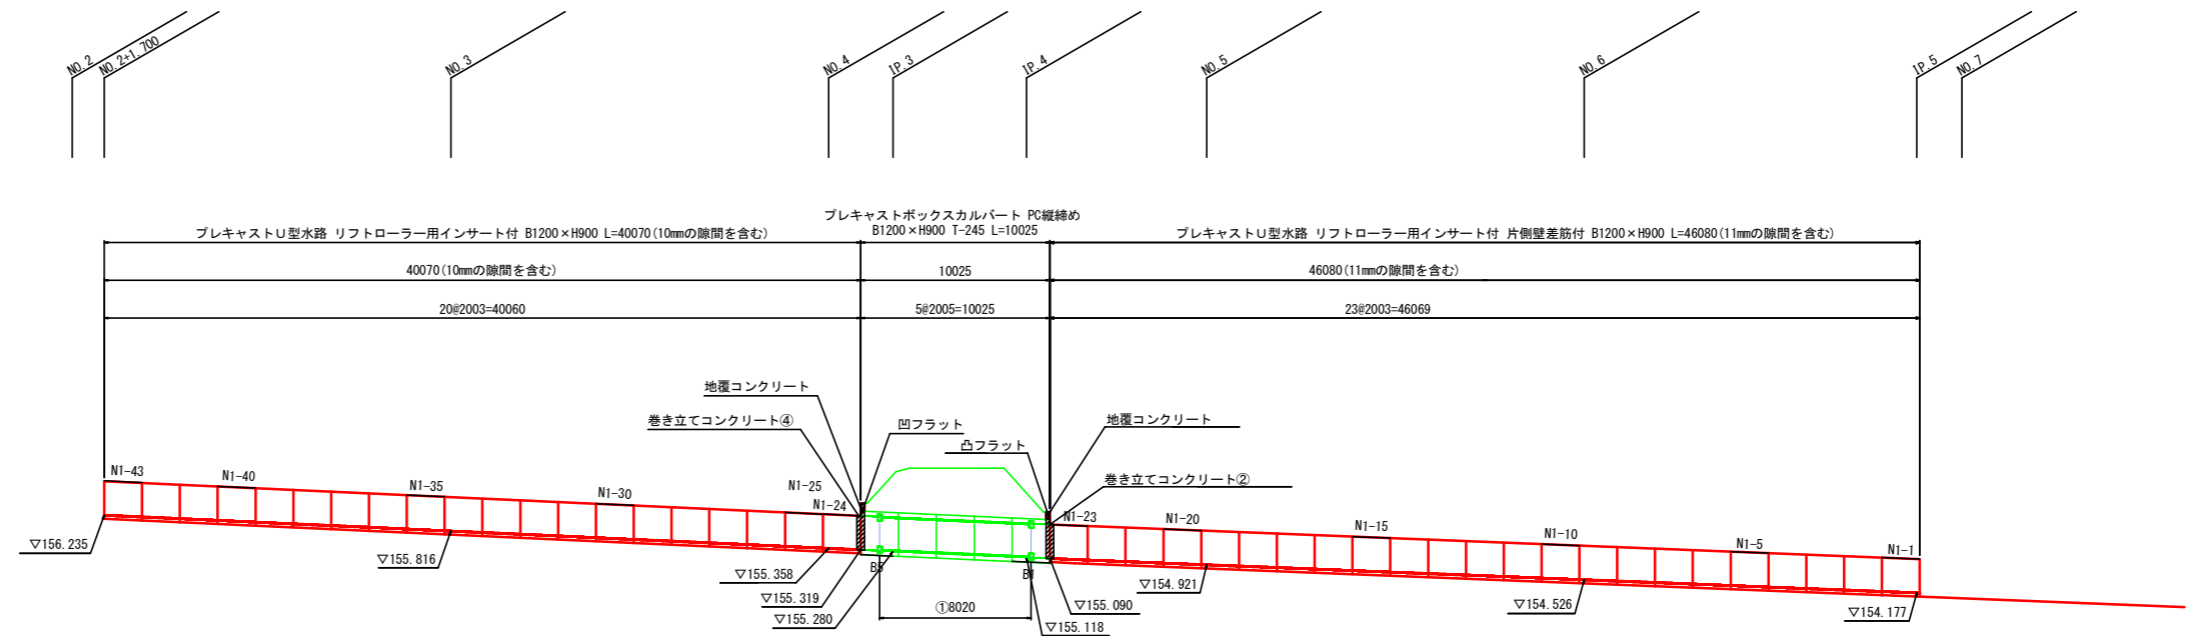 NO.2
NO.2+1.700
NO.3
NO.4
IP.3
IP.4
NO.5
NO.6
IP.5
NO.7
プレキャストU型水路 リフトローラー用インサート付 B1200×H900 L=40070(10mmの隙間を含む)
プレキャストボックスカルバート PC縦締め
B1200×H900 T-245 L=10025
プレキャストU型水路 リフトローラー用インサート付 片側壁差筋付 B1200×H900 L=46080(11mmの隙間を含む)
40070(10mmの隙間を含む)
10025
46080(11mmの隙間を含む)
20@2003=40060
5@2005=10025
23@2003=46069
地覆コンクリート
巻き立てコンクリート④
凹フラット
凸フラット
地覆コンクリート
巻き立てコンクリート②
N1-43
N1-40
N1-35
N1-30
N1-25
N1-24
N1-23
N1-20
N1-15
N1-10
N1-5
N1-1
▽156.235
▽155.816
▽155.358
▽155.319
▽155.280
B5
①8020
B1
▽155.118
▽155.090
▽154.921
▽154.526
▽154.177